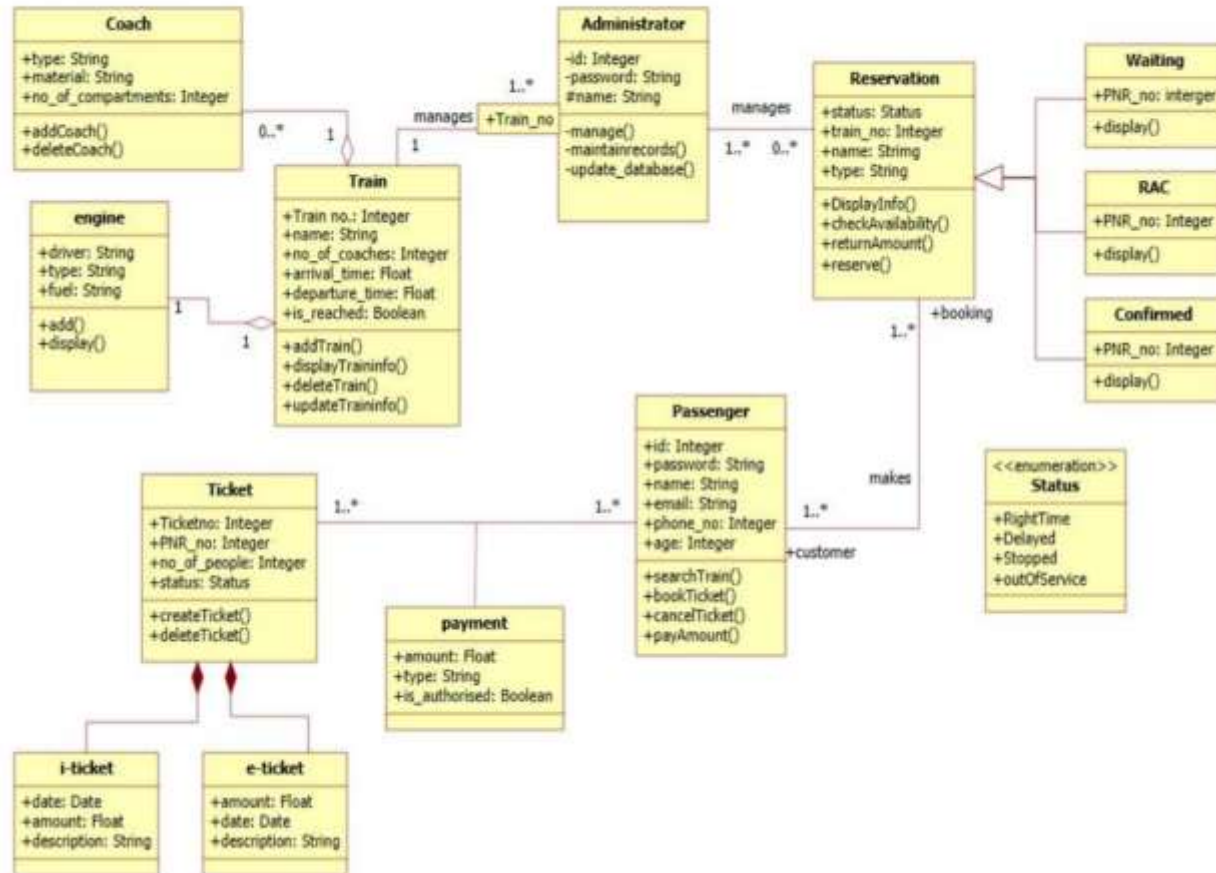 Coach
+type: String
+material: String
+no_of_compartments: Integer
+addCoach()
+deleteCoach()
0..*
1
manages
1
1..*
+Train_no
Administrator
-id: Integer
-password: String
#name: String
-manage()
-maintainrecords()
-update_database()
manages
1..*
0..*
Reservation
+status: Status
+train_no: Integer
+name: Strimg
+type: String
+DisplayInfo()
+checkAvailability()
+returnAmount()
+reserve()
Waiting
+PNR_no: interger
+display()
RAC
+PNR_no: Integer
+display()
Confirmed
+PNR_no: Integer
+display()
engine
+driver: String
+type: String
+fuel: String
+add()
+display()
1
1
Train
+Train no.: Integer
+name: String
+no_of_coaches: Integer
+arrival_time: Float
+departure_time: Float
+is_reached: Boolean
+addTrain()
+displayTraininfo()
+deleteTrain()
+updateTraininfo()
+booking
1..*
makes
1..*
+customer
Passenger
+id: Integer
+password: String
+name: String
+email: String
+phone_no: Integer
+age: Integer
+searchTrain()
+bookTicket()
+cancelTicket()
+payAmount()
<<enumeration>>
Status
+RightTime
+Delayed
+Stopped
+outOfService
Ticket
+Ticketno: Integer
+PNR_no: Integer
+no_of_people: Integer
+status: Status
+createTicket()
+deleteTicket()
1..*
1..*
payment
+amount: Float
+type: String
+is_authorised: Boolean
i-ticket
+date: Date
+amount: Float
+description: String
e-ticket
+amount: Float
+date: Date
+description: String